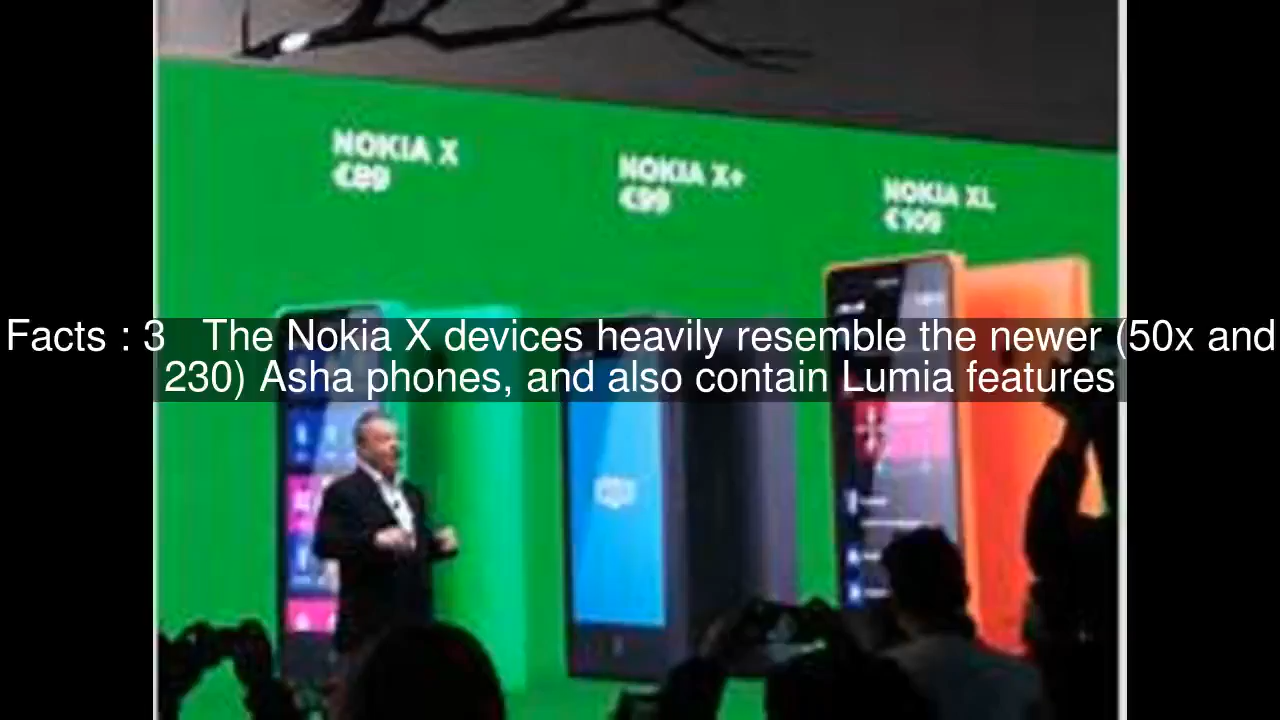 NOKIA X
€89
NOKIA X+
€99
NOKIA XL
€109
Facts : 3 The Nokia X devices heavily resemble the newer (50x and
230) Asha phones, and also contain Lumia features